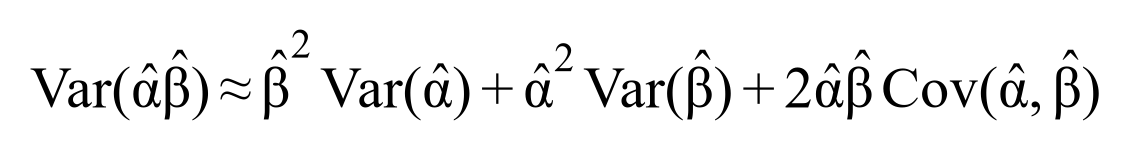 Var(α̂β̂) ≈ β̂² Var(α̂) + α̂² Var(β̂) + 2α̂β̂ Cov(α̂, β̂)